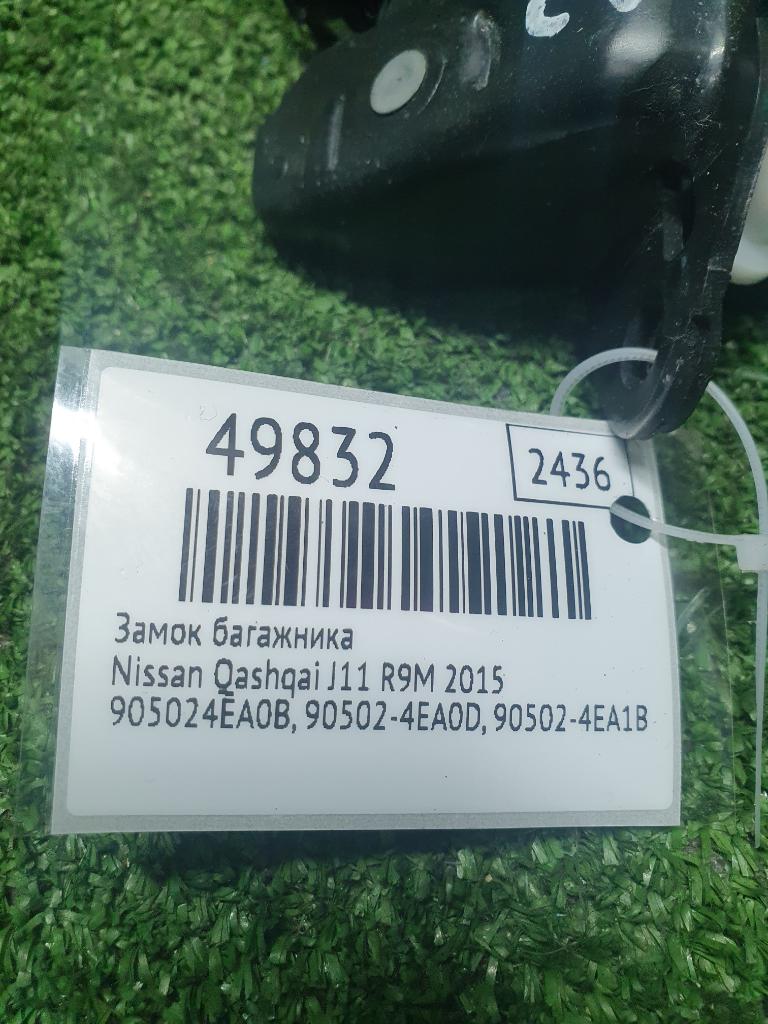 49832
2436
Замок багажника
Nissan Qashqai J11 R9M 2015
905024EA0B, 90502-4EA0D, 90502-4EA1B